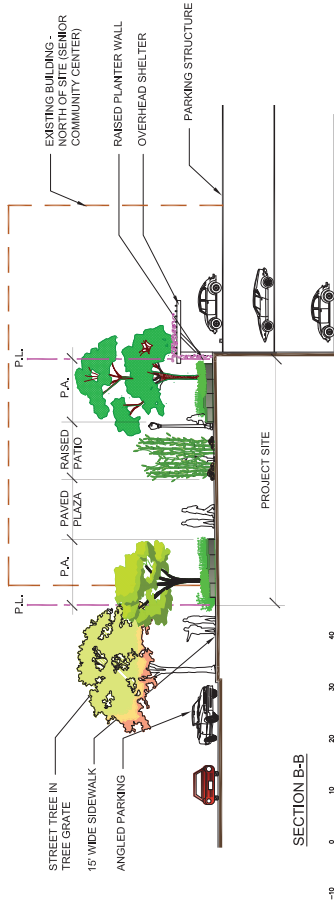 STREET TREE IN
TREE GRATE
15' WIDE SIDEWALK
ANGLED PARKING
P.L.
P.A.
PAVED
PLAZA
RAISED
PATIO
P.A.
P.L.
EXISTING BUILDING -
NORTH OF SITE (SENIOR
COMMUNITY CENTER)
RAISED PLANTER WALL
OVERHEAD SHELTER
PARKING STRUCTURE
PROJECT SITE
SECTION B-B
-10 0 10 20 30 40